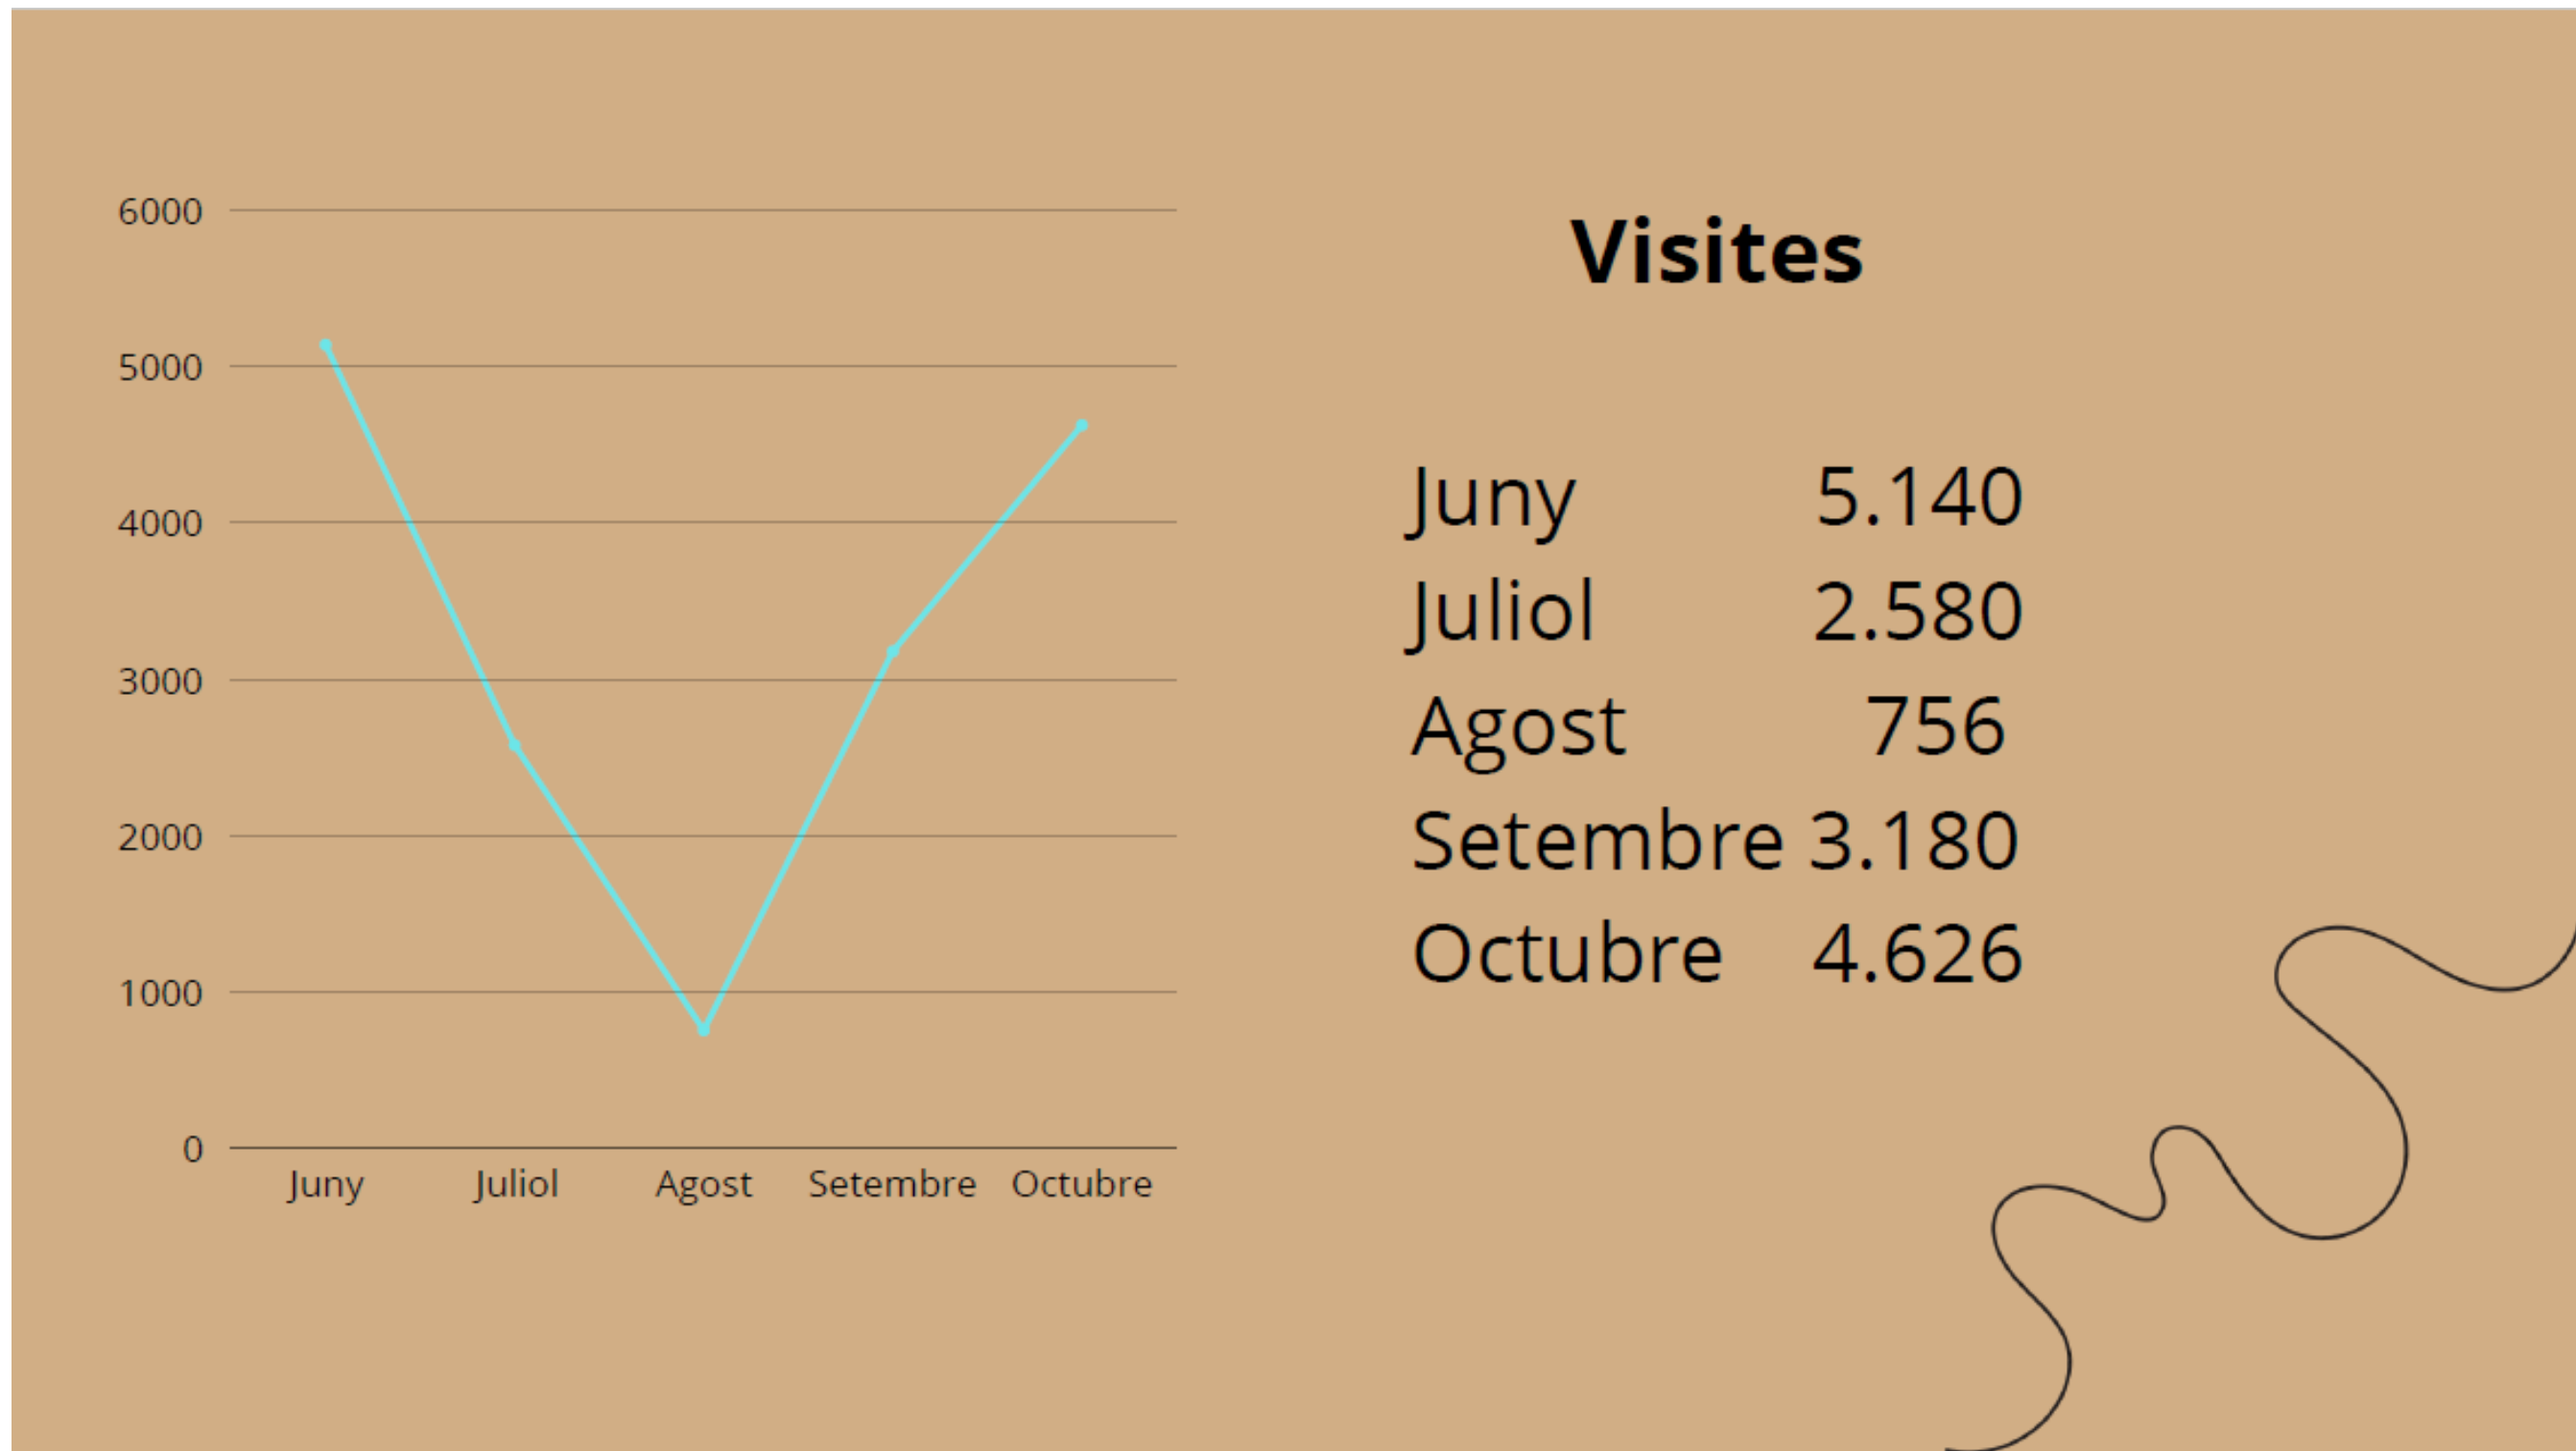 6000
5000
4000
3000
2000
1000
0
Juny Juliol Agost Setembre Octubre
Visites
Juny 5.140
Juliol 2.580
Agost 756
Setembre 3.180
Octubre 4.626